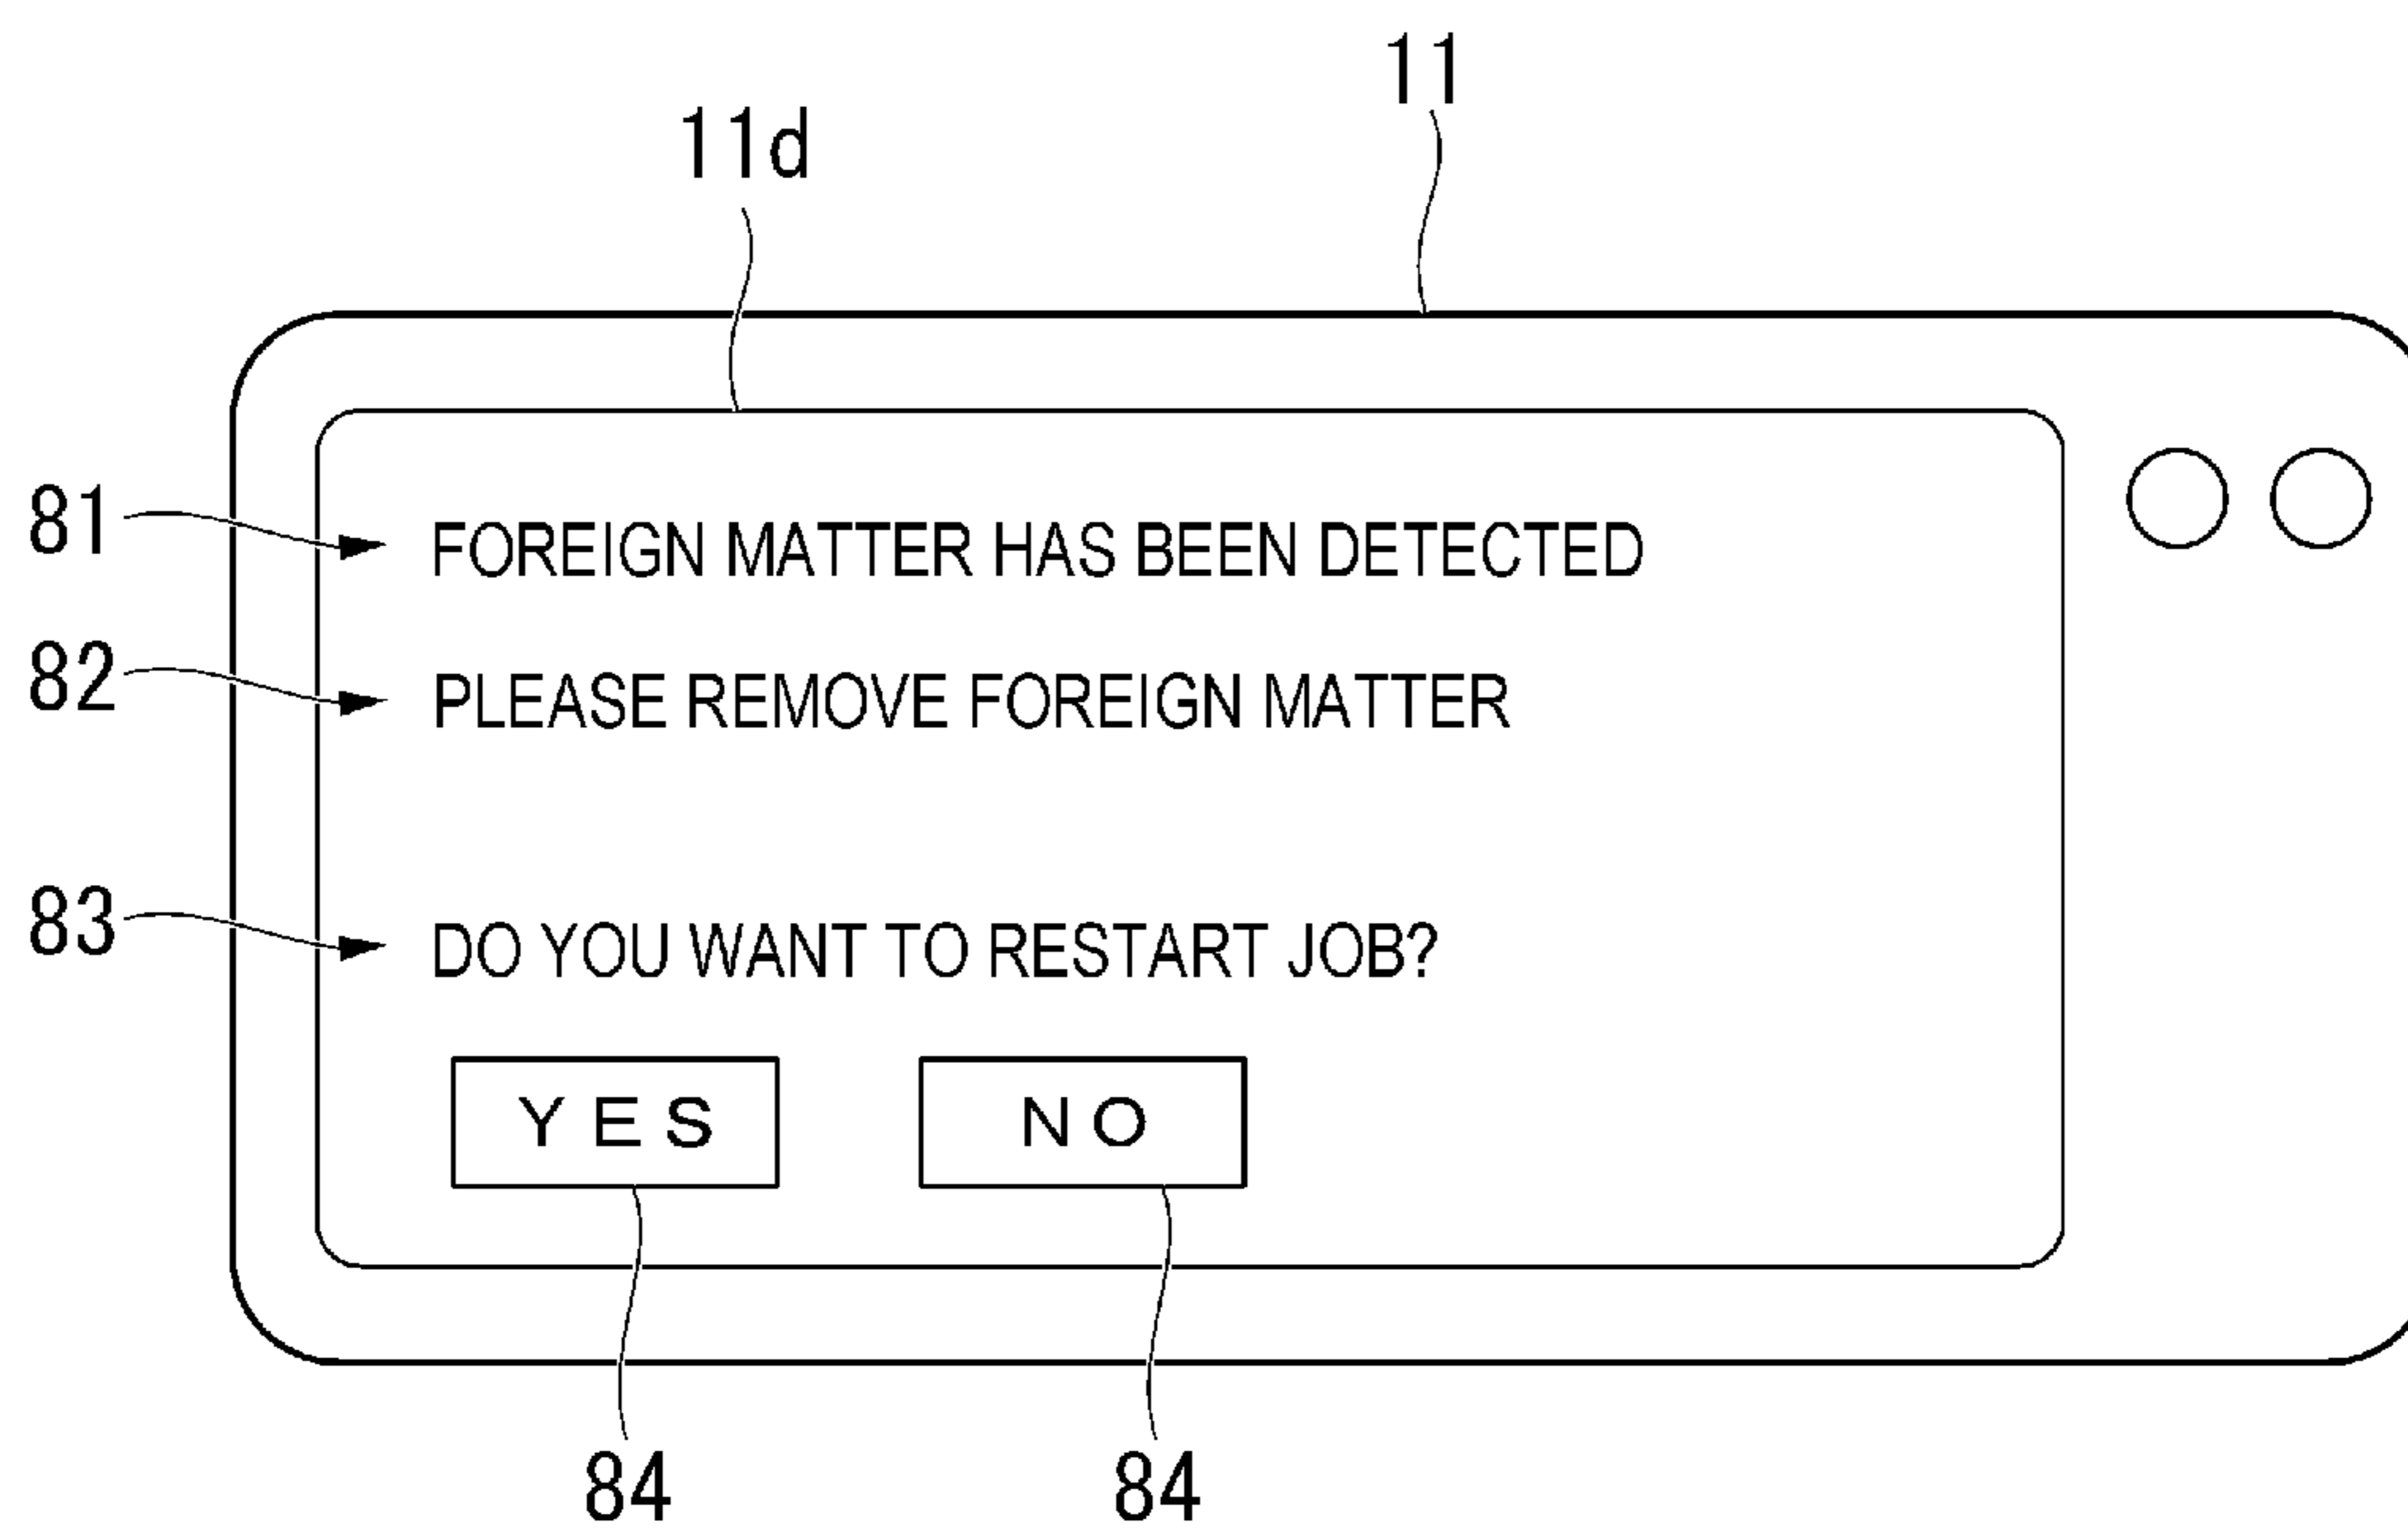 11
11d
81 FOREIGN MATTER HAS BEEN DETECTED
82 PLEASE REMOVE FOREIGN MATTER
83 DO YOU WANT TO RESTART JOB?
YES NO
84 84